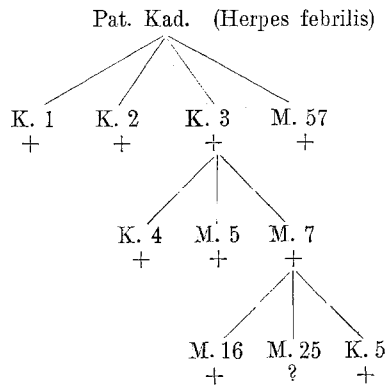 Pat. Kad. (Herpes febrilis)
K. 1 K. 2 K. 3 M. 57
+ + + +
K. 4 M. 5 M. 7
+ + +
M. 16 M. 25 K. 5
+ ? +